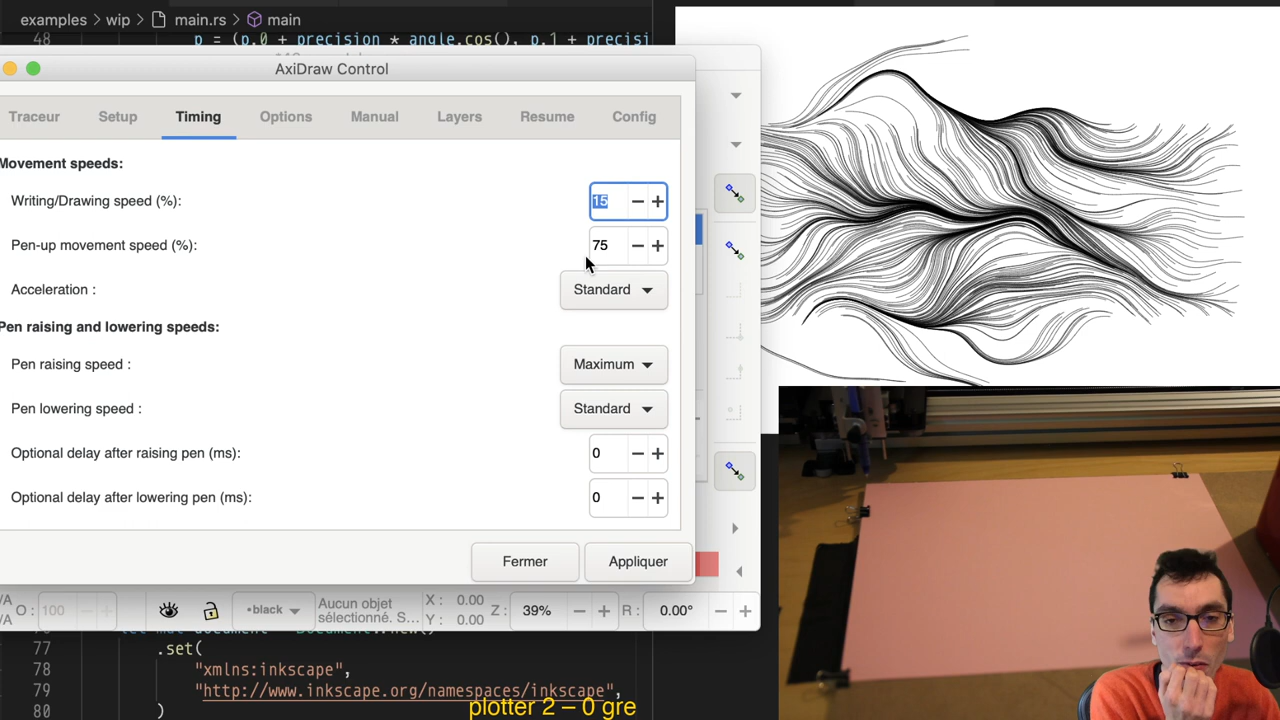 examples > wip > main.rs > main
48 p = (p.0 + precision * angle.cos(), p.1 + precisi
AxiDraw Control
Traceur Setup Timing Options Manual Layers Resume Config
Movement speeds:
Writing/Drawing speed (%): 15
Pen-up movement speed (%): 75
Acceleration : Standard
Pen raising and lowering speeds:
Pen raising speed : Maximum
Pen lowering speed : Standard
Optional delay after raising pen (ms): 0
Optional delay after lowering pen (ms): 0
Fermer Appliquer
O : 100 •black Aucun objet sélectionné. S... X : 0.00 Y : 0.00 Z : 39% R : 0.00°
77 .set(
78 "xmlns:inkscape",
79 "http://www.inkscape.org/namespaces/inkscape",
80 )
plotter 2 – 0 gre